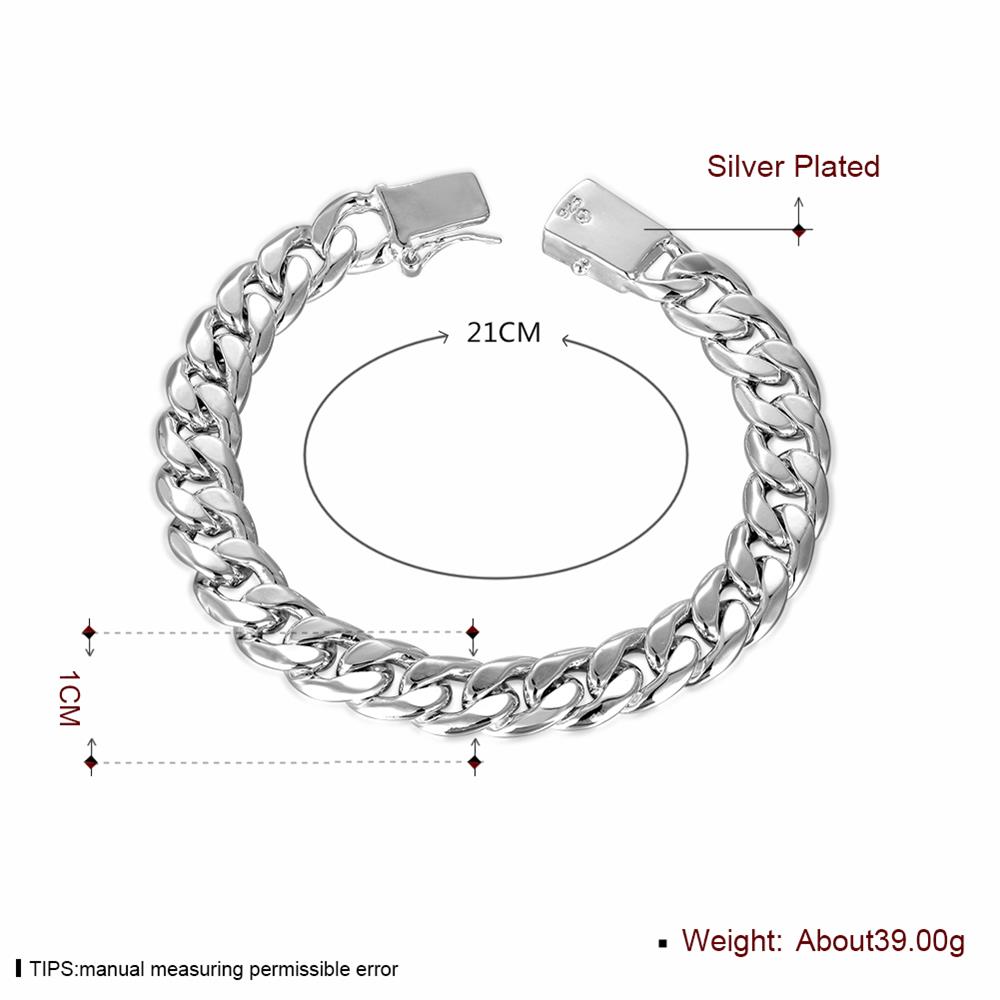 Silver Plated
21CM
1CM
Weight: About39.00g
TIPS:manual measuring permissible error